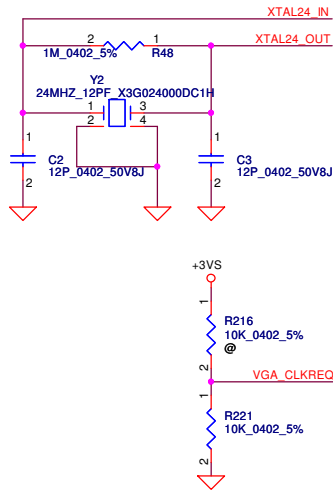 XTAL24_IN
XTAL24_OUT
2 1
1M_0402_5% R48
Y2
24MHZ_12PF_X3G024000DC1H
1 3
2 4
1 1
C2 C3
12P_0402_50V8J 12P_0402_50V8J
2 2
+3VS
1
R216
10K_0402_5%
@
2
VGA_CLKREQ
1
R221
10K_0402_5%
2